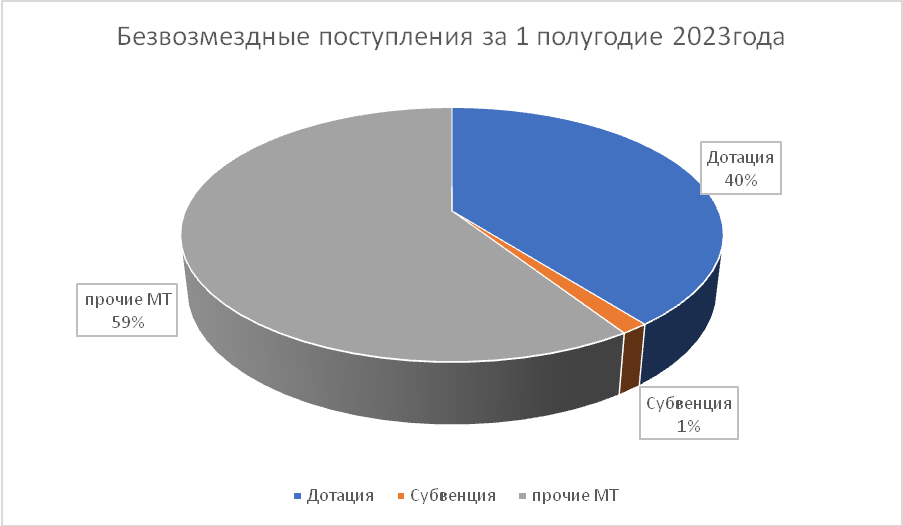 Безвозмездные поступления за 1 полугодие 2023года
Дотация
40%
прочие МТ
59%
Субвенция
1%
Дотация Субвенция прочие МТ